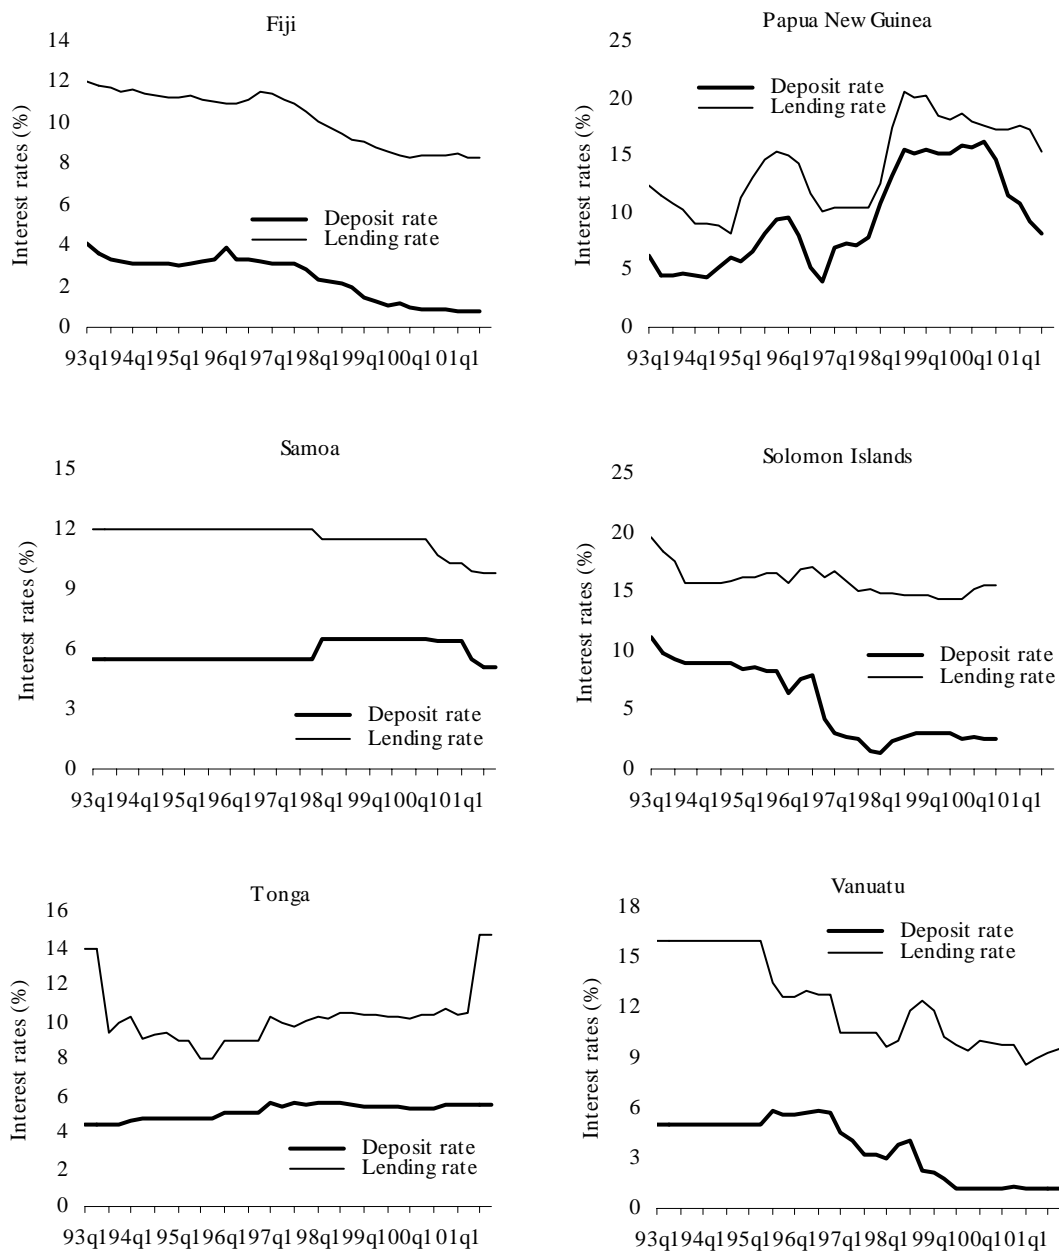 Fiji
14
12
10
8
6
4
2
0
Interest rates (%)
Deposit rate
Lending rate
93q194q195q196q197q198q199q100q101q1
Papua New Guinea
25
20
15
10
5
0
Interest rates (%)
Deposit rate
Lending rate
93q194q195q196q197q198q199q100q101q1
Samoa
15
12
9
6
3
0
Interest rates (%)
Deposit rate
Lending rate
93q194q195q196q197q198q199q100q101q1
Solomon Islands
25
20
15
10
5
0
Interest rates (%)
Deposit rate
Lending rate
93q194q195q196q197q198q199q100q101q1
Tonga
16
14
12
10
8
6
4
2
0
Interest rates (%)
Deposit rate
Lending rate
93q194q195q196q197q198q199q100q101q1
Vanuatu
18
15
12
9
6
3
0
Interest rates (%)
Deposit rate
Lending rate
93q194q195q196q197q198q199q100q101q1